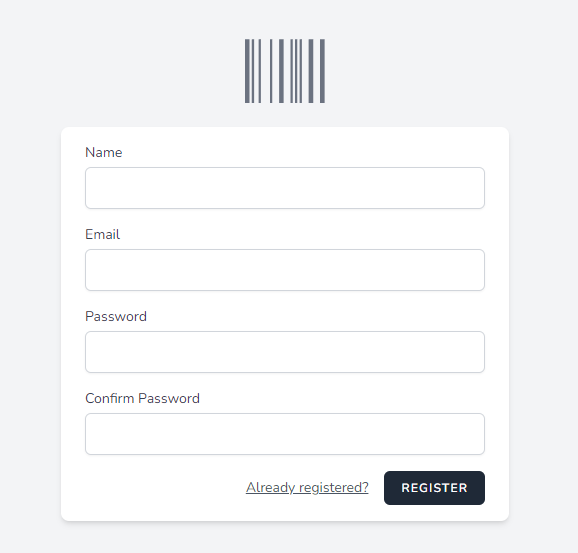 Name
Email
Password
Confirm Password
Already registered? REGISTER